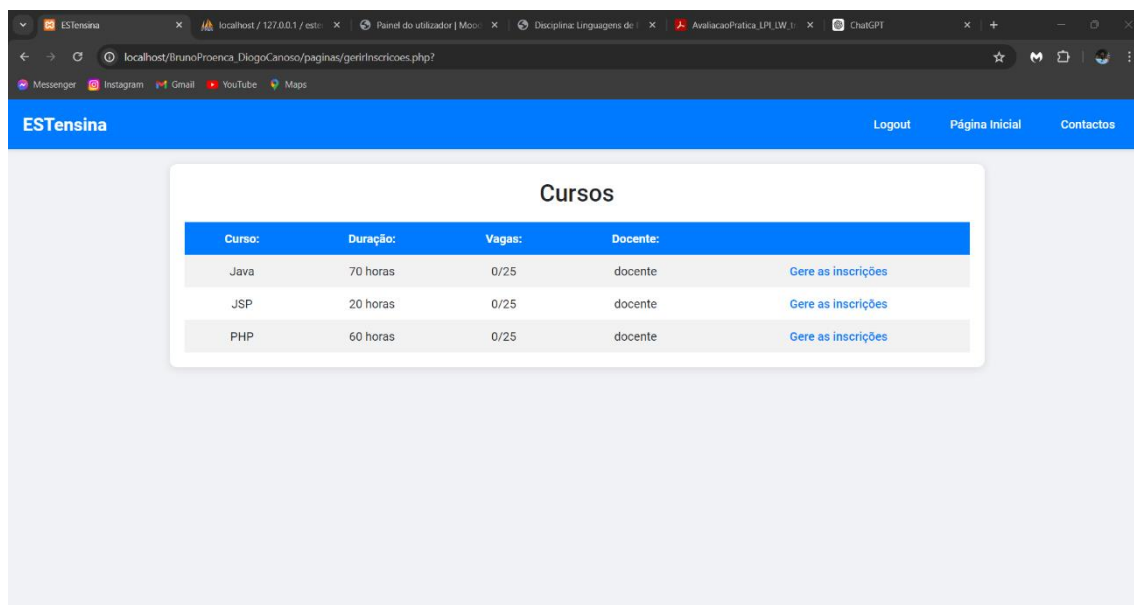 ESTensina
localhost / 127.0.0.1 / este
Painel do utilizador | Mood
Disciplina: Linguagens de
AvaliacaoPratica_LPI_LW_tr
ChatGPT
localhost/BrunoProenca_DiogoCanoso/paginas/gerirInscricoes.php?
Messenger Instagram Gmail YouTube Maps
ESTensina Logout Página Inicial Contactos
Cursos
Curso: Duração: Vagas: Docente:
Java 70 horas 0/25 docente Gere as inscrições
JSP 20 horas 0/25 docente Gere as inscrições
PHP 60 horas 0/25 docente Gere as inscrições